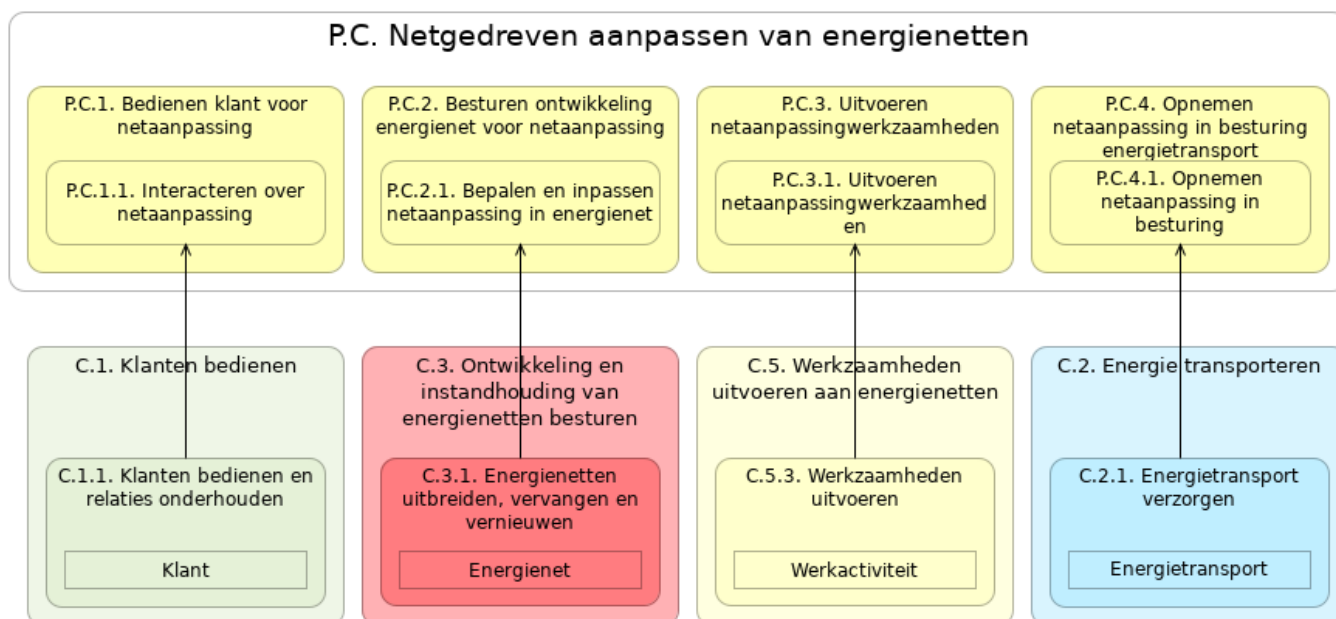 P.C. Netgedreven aanpassen van energienetten
P.C.1. Bedienen klant voor
netaanpassing
P.C.1.1. Interacteren over
netaanpassing
P.C.2. Besturen ontwikkeling
energienet voor netaanpassing
P.C.2.1. Bepalen en inpassen
netaanpassing in energienet
P.C.3. Uitvoeren
netaanpassingwerkzaamheden
P.C.3.1. Uitvoeren
netaanpassingwerkzaamhed
en
P.C.4. Opnemen
netaanpassing in besturing
energietransport
P.C.4.1. Opnemen
netaanpassing in
besturing
C.1. Klanten bedienen
C.1.1. Klanten bedienen en
relaties onderhouden
Klant
C.3. Ontwikkeling en
instandhouding van
energienetten besturen
C.3.1. Energienetten
uitbreiden, vervangen en
vernieuwen
Energienet
C.5. Werkzaamheden
uitvoeren aan energienetten
C.5.3. Werkzaamheden
uitvoeren
Werkactiviteit
C.2. Energie transporteren
C.2.1. Energietransport
verzorgen
Energietransport